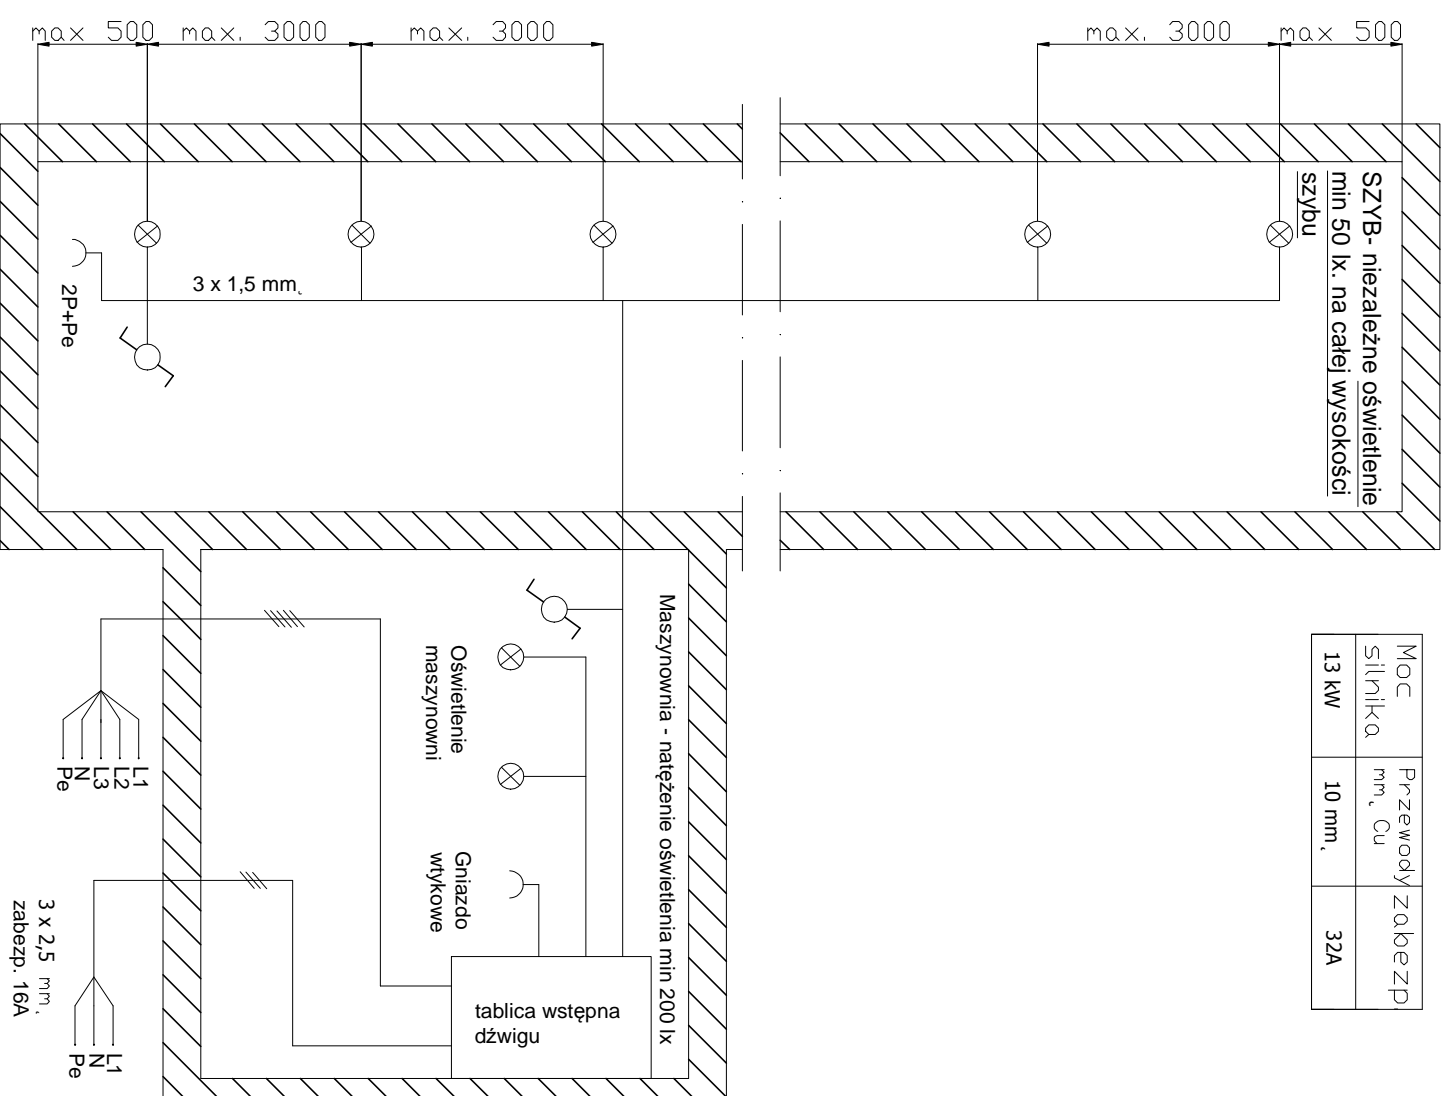 max 500
max. 3000
max. 3000
max. 3000
max 500
SZYB- niezależne oświetlenie
min 50 lx. na całej wysokości
szybu
3 x 1,5 mm.
2P+Pe
Maszynownia - natężenie oświetlenia min 200 lx
Oświetlenie
maszynowni
Gniazdo
wtykowe
tablica wstępna
dźwigu
L1
L2
L3
N
Pe
L1
N
Pe
3 x 2,5 mm.
zabezp. 16A
Moc
silnika
Przewody
mm. Cu
zabezp.
13 kW
10 mm.
32A